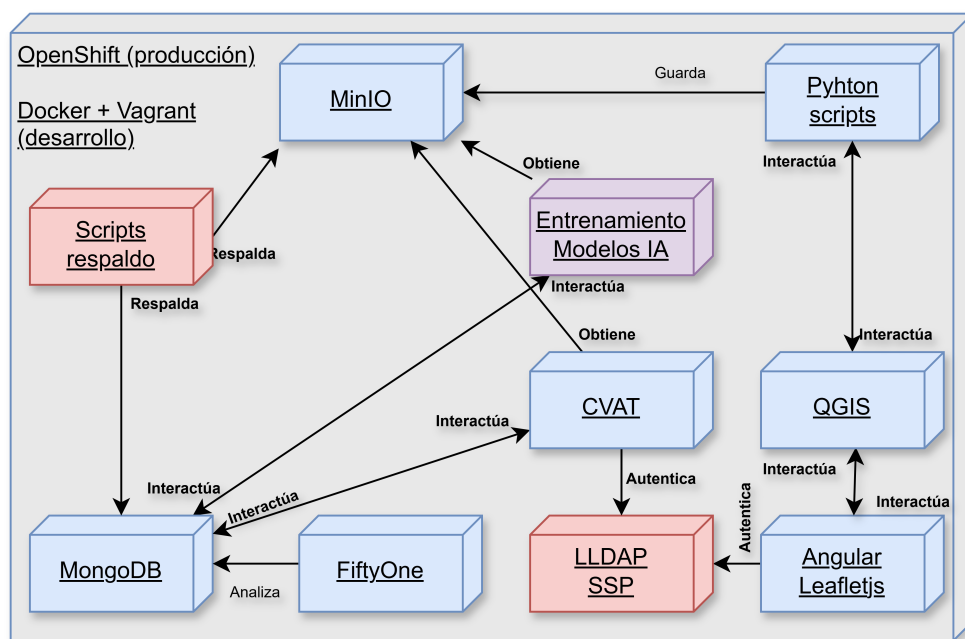 OpenShift (producción)
Docker + Vagrant
(desarrollo)
MinIO
Guarda
Pyhton
scripts
Interactúa
Obtiene
Entrenamiento
Modelos IA
Interactúa
Scripts
respaldo
Respalda
Respalda
Obtiene
Interactúa
CVAT
QGIS
Interactúa
Interactúa
Interactúa
Interactúa
Interactúa
Autentica
Autentica
MongoDB
Analiza
FiftyOne
LLDAP
SSP
Angular
Leafletjs